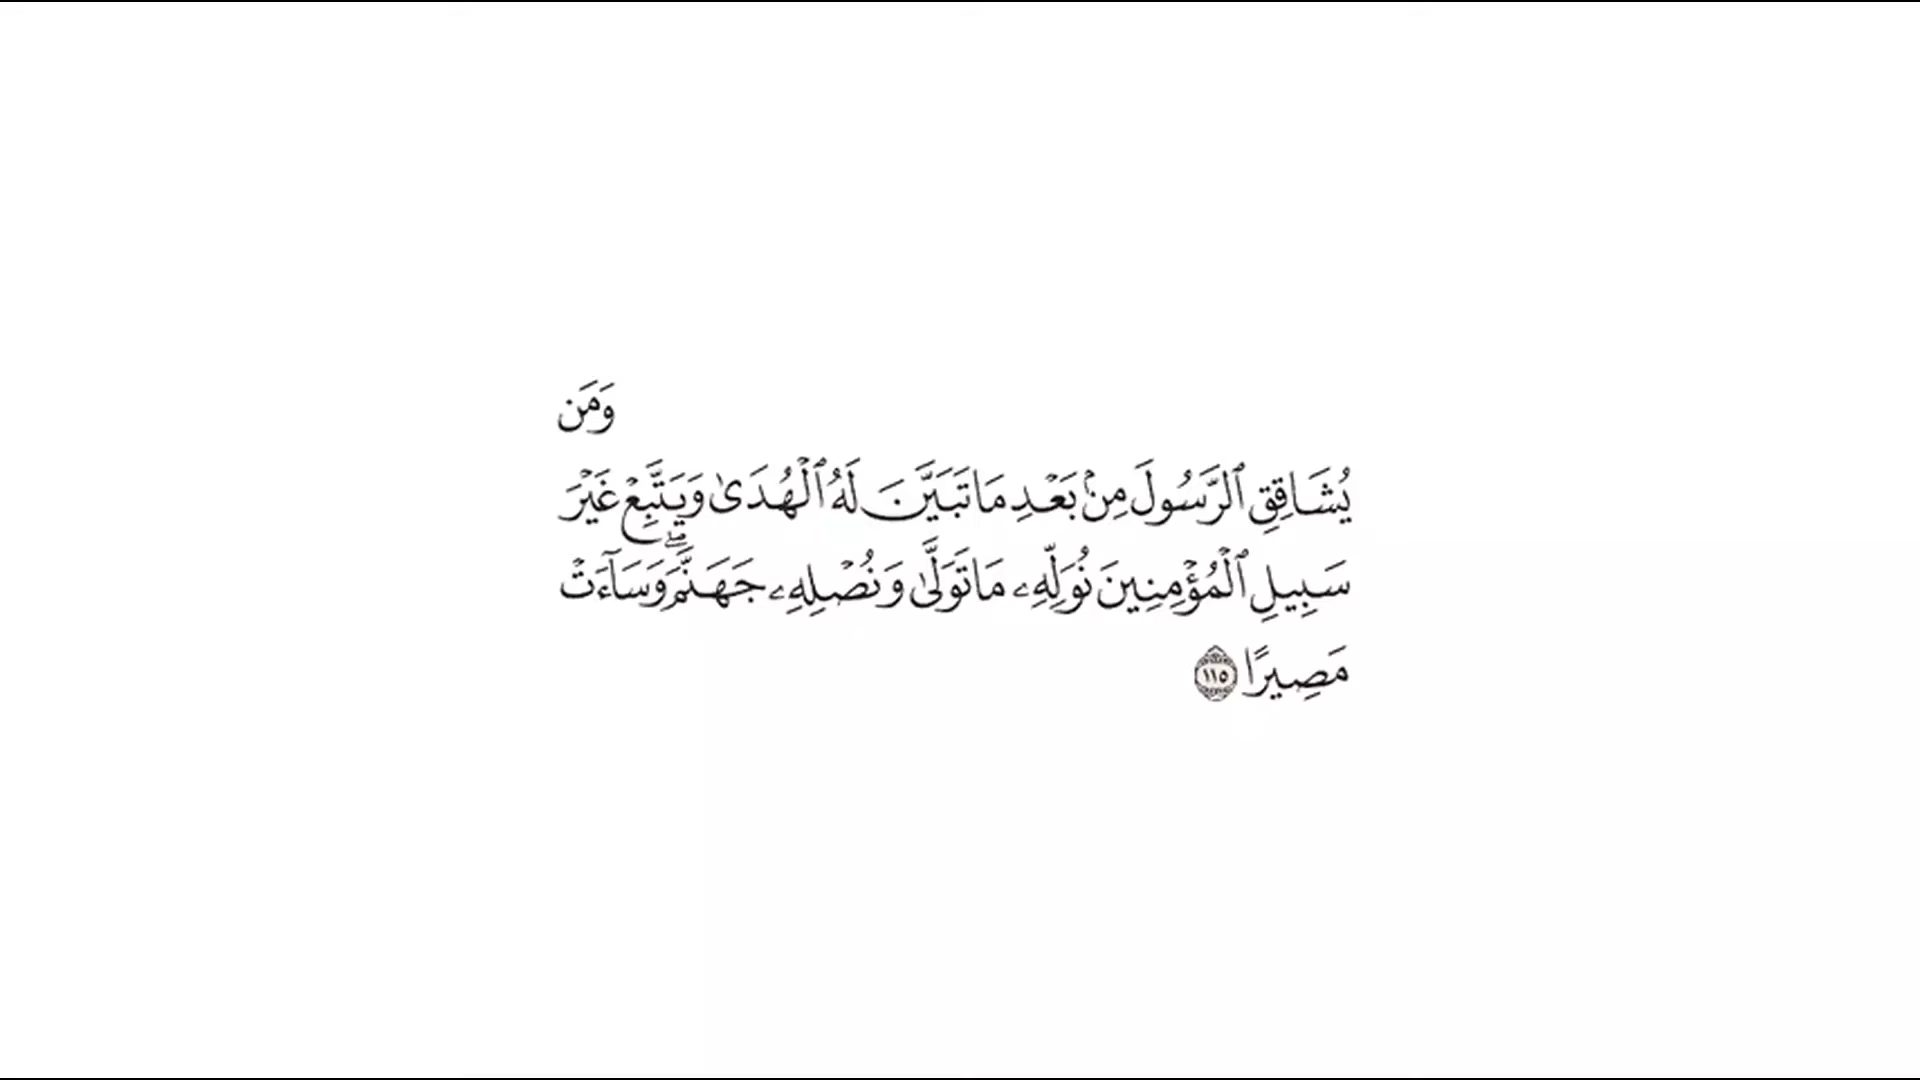 وَمَن
يُشَاقِقِ ٱلرَّسُولَ مِنۢ بَعْدِ مَا تَبَيَّنَ لَهُ ٱلْهُدَىٰ وَيَتَّبِعْ غَيْرَ
سَبِيلِ ٱلْمُؤْمِنِينَ نُوَلِّهِۦ مَا تَوَلَّىٰ وَنُصْلِهِۦ جَهَنَّمَ ۖ وَسَآءَتْ
مَصِيرًا ١١٥